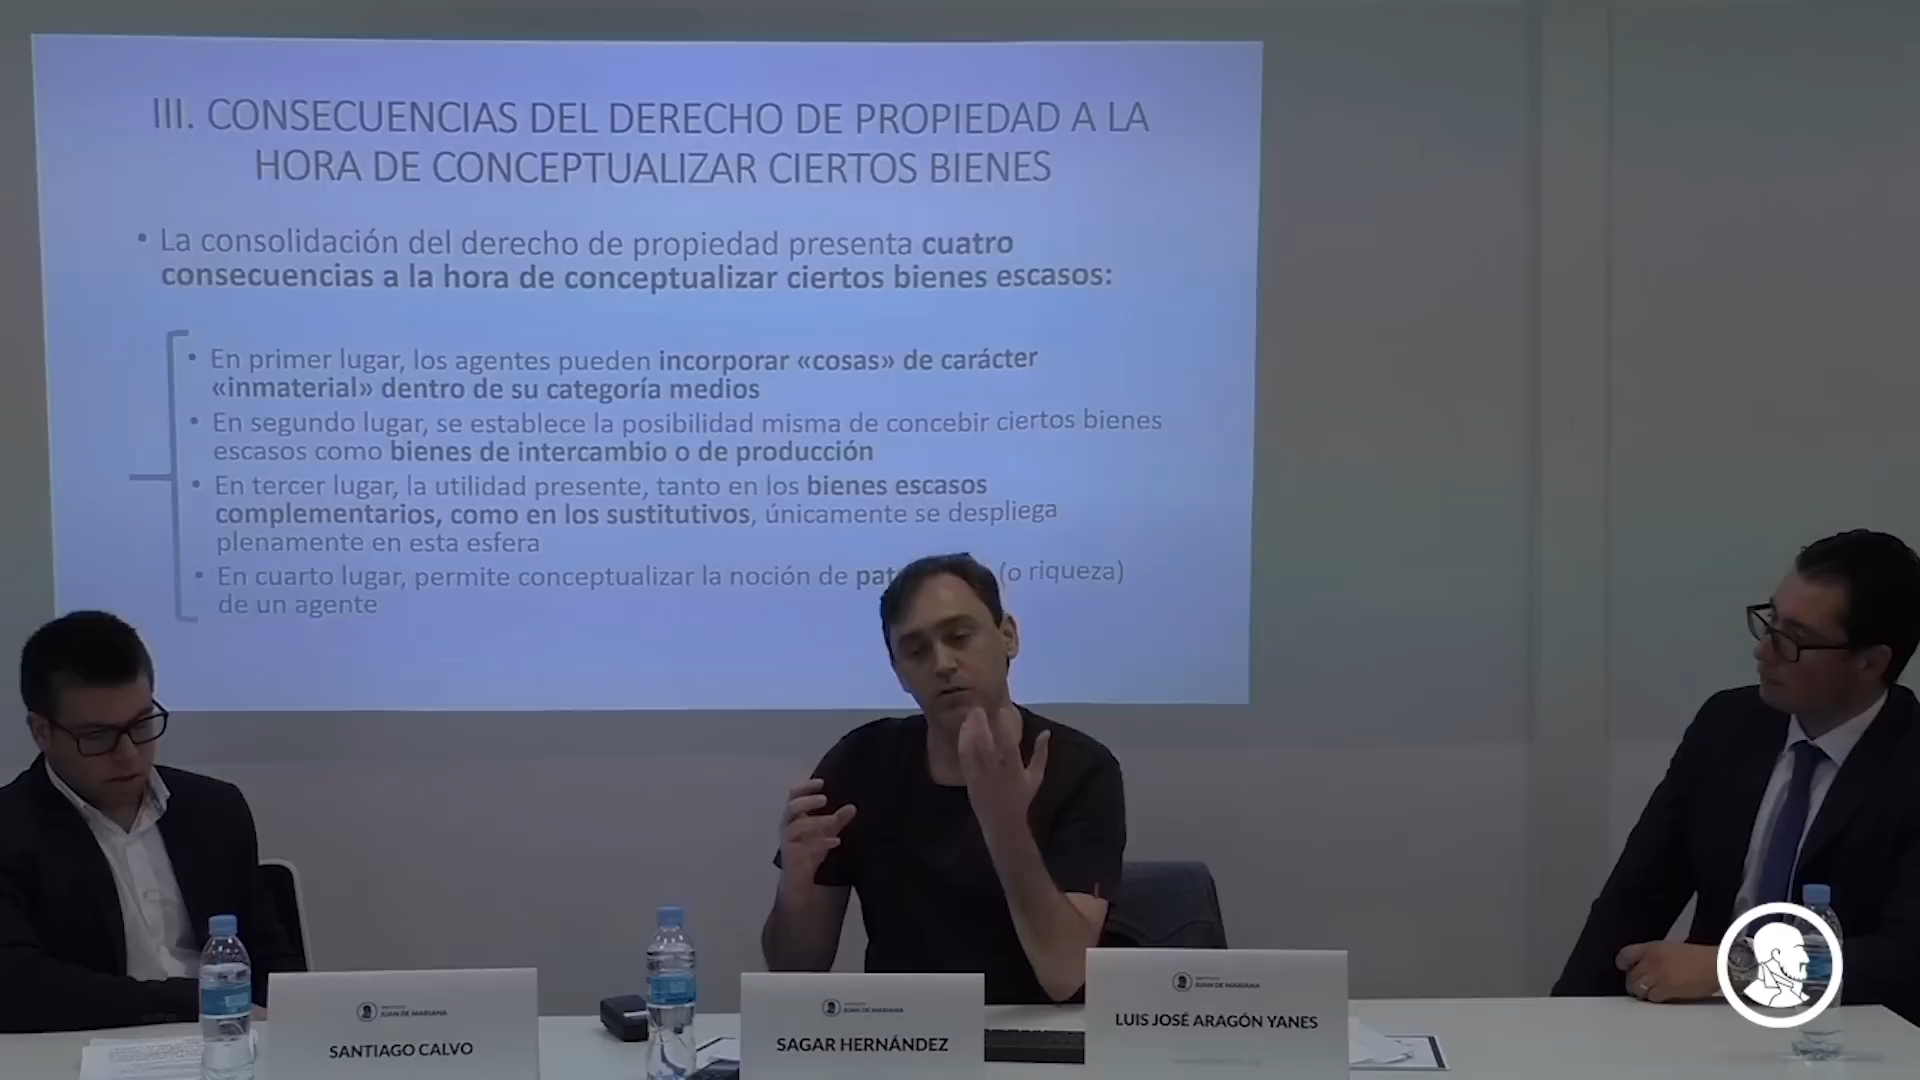 III. CONSECUENCIAS DEL DERECHO DE PROPIEDAD A LA
HORA DE CONCEPTUALIZAR CIERTOS BIENES
• La consolidación del derecho de propiedad presenta cuatro
consecuencias a la hora de conceptualizar ciertos bienes escasos:
• En primer lugar, los agentes pueden incorporar «cosas» de carácter
«inmaterial» dentro de su categoría medios
• En segundo lugar, se establece la posibilidad misma de concebir ciertos bienes
escasos como bienes de intercambio o de producción
• En tercer lugar, la utilidad presente, tanto en los bienes escasos
complementarios, como en los sustitutivos, únicamente se despliega
plenamente en esta esfera
• En cuarto lugar, permite conceptualizar la noción de (o riqueza)
de un agente
JUAN DE MARIANA
SANTIAGO CALVO
JUAN DE MARIANA
SAGAR HERNÁNDEZ
JUAN DE MARIANA
LUIS JOSÉ ARAGÓN YANES